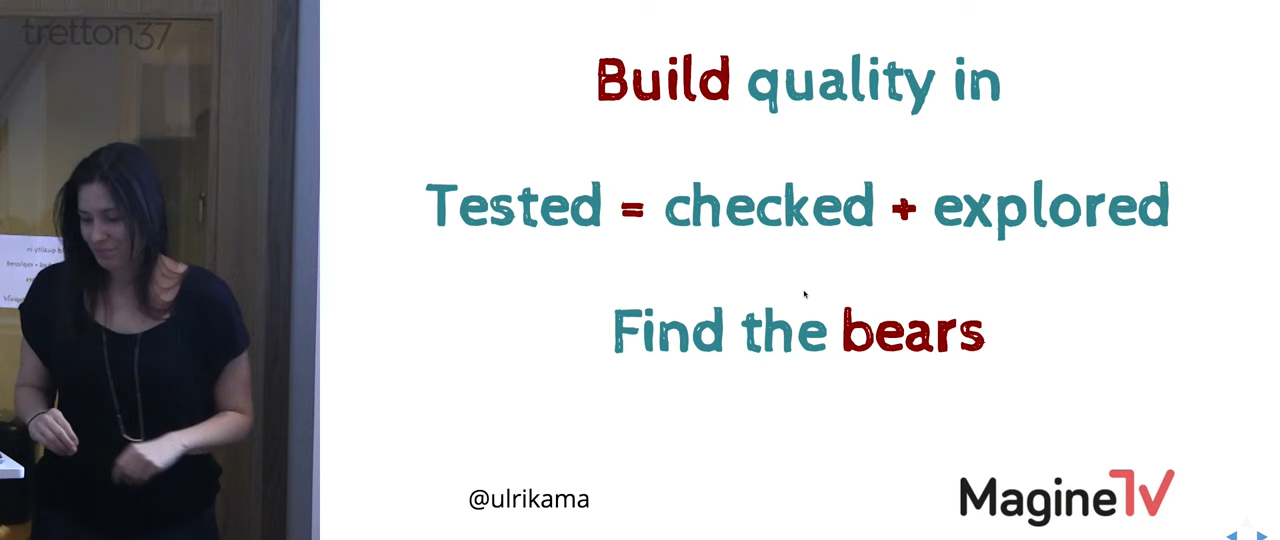 tretton37
Build quality in
Tested = checked + explored
Find the bears
@ulrikama
MagineTV